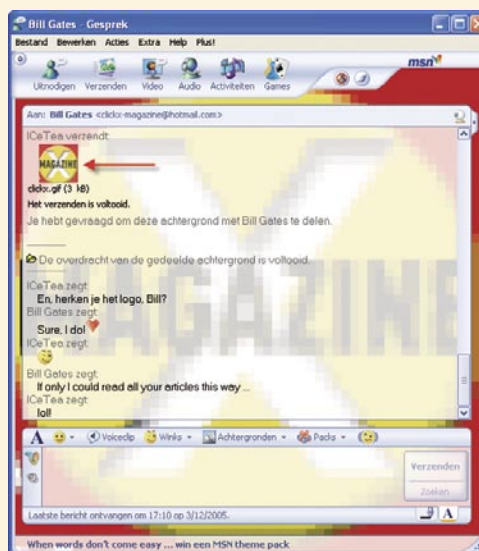 Bill Gates - Gesprek
Bestand Bewerken Acties Extra Help Plus!
msn
Uitnodigen Verzenden Video Audio Activiteiten Games
Aan: Bill Gates <clickx-magazine@hotmail.com>
ICeTea verzendt:
MAGAZINE
clickx.gif (3 kB)
Het verzenden is voltooid.
Je hebt gevraagd om deze achtergrond met Bill Gates te delen.
De overdracht van de gedeelde achtergrond is voltooid.
ICeTea zegt:
En, herken je het logo, Bill?
Bill Gates zegt:
Sure, I do!
ICeTea zegt:
Bill Gates zegt:
If only I could read all your articles this way ...
ICeTea zegt:
lol!
MAGAZINE
A Voiceclip Winks Achtergronden Packs
Verzenden
Zoeken
Laatste bericht ontvangen om 17:10 op 3/12/2005.
A
When words don't come easy ... win een MSN theme pack